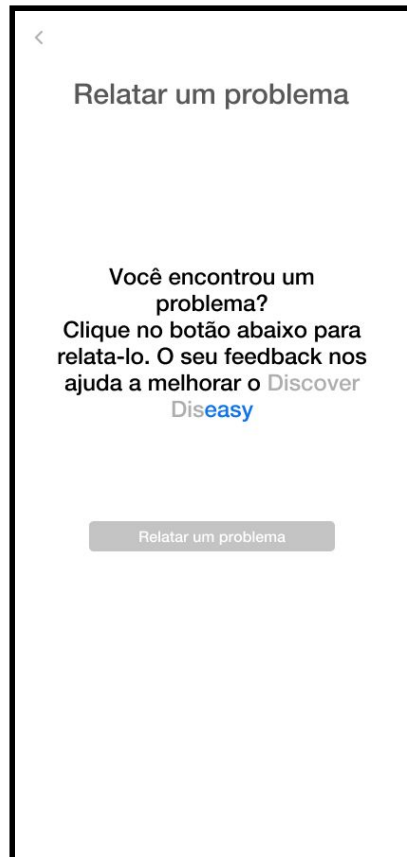 Relatar um problema
Você encontrou um
problema?
Clique no botão abaixo para
relata-lo. O seu feedback nos
ajuda a melhorar o Discover
Diseasy
Relatar um problema